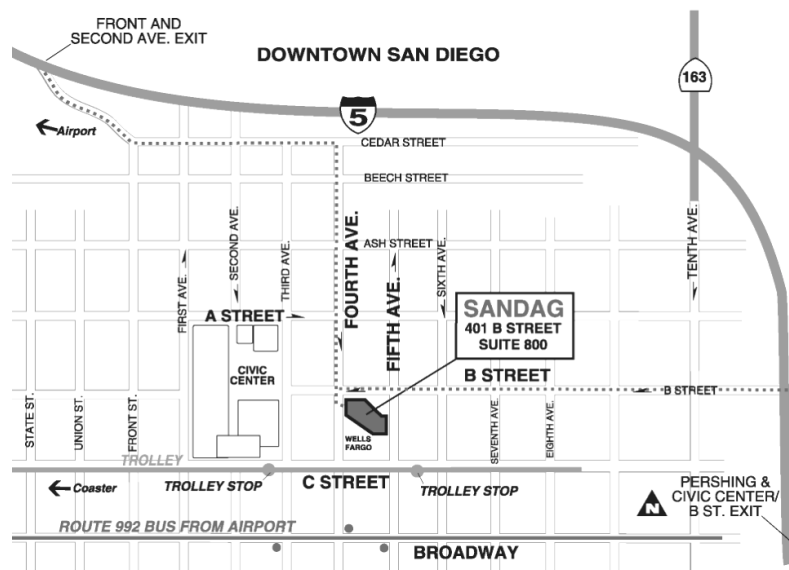 FRONT AND
SECOND AVE. EXIT
DOWNTOWN SAN DIEGO
163
5
Airport
CEDAR STREET
BEECH STREET
ASH STREET
FIRST AVE.
SECOND AVE.
THIRD AVE.
FOURTH AVE.
FIFTH AVE.
SIXTH AVE.
TENTH AVE.
A STREET
SANDAG
401 B STREET
SUITE 800
CIVIC
CENTER
B STREET
B STREET
STATE ST.
UNION ST.
FRONT ST.
WELLS
FARGO
SEVENTH AVE.
EIGHTH AVE.
TROLLEY
TROLLEY STOP
C STREET
TROLLEY STOP
Coaster
PERSHING &
CIVIC CENTER/
B ST. EXIT
N
ROUTE 992 BUS FROM AIRPORT
BROADWAY